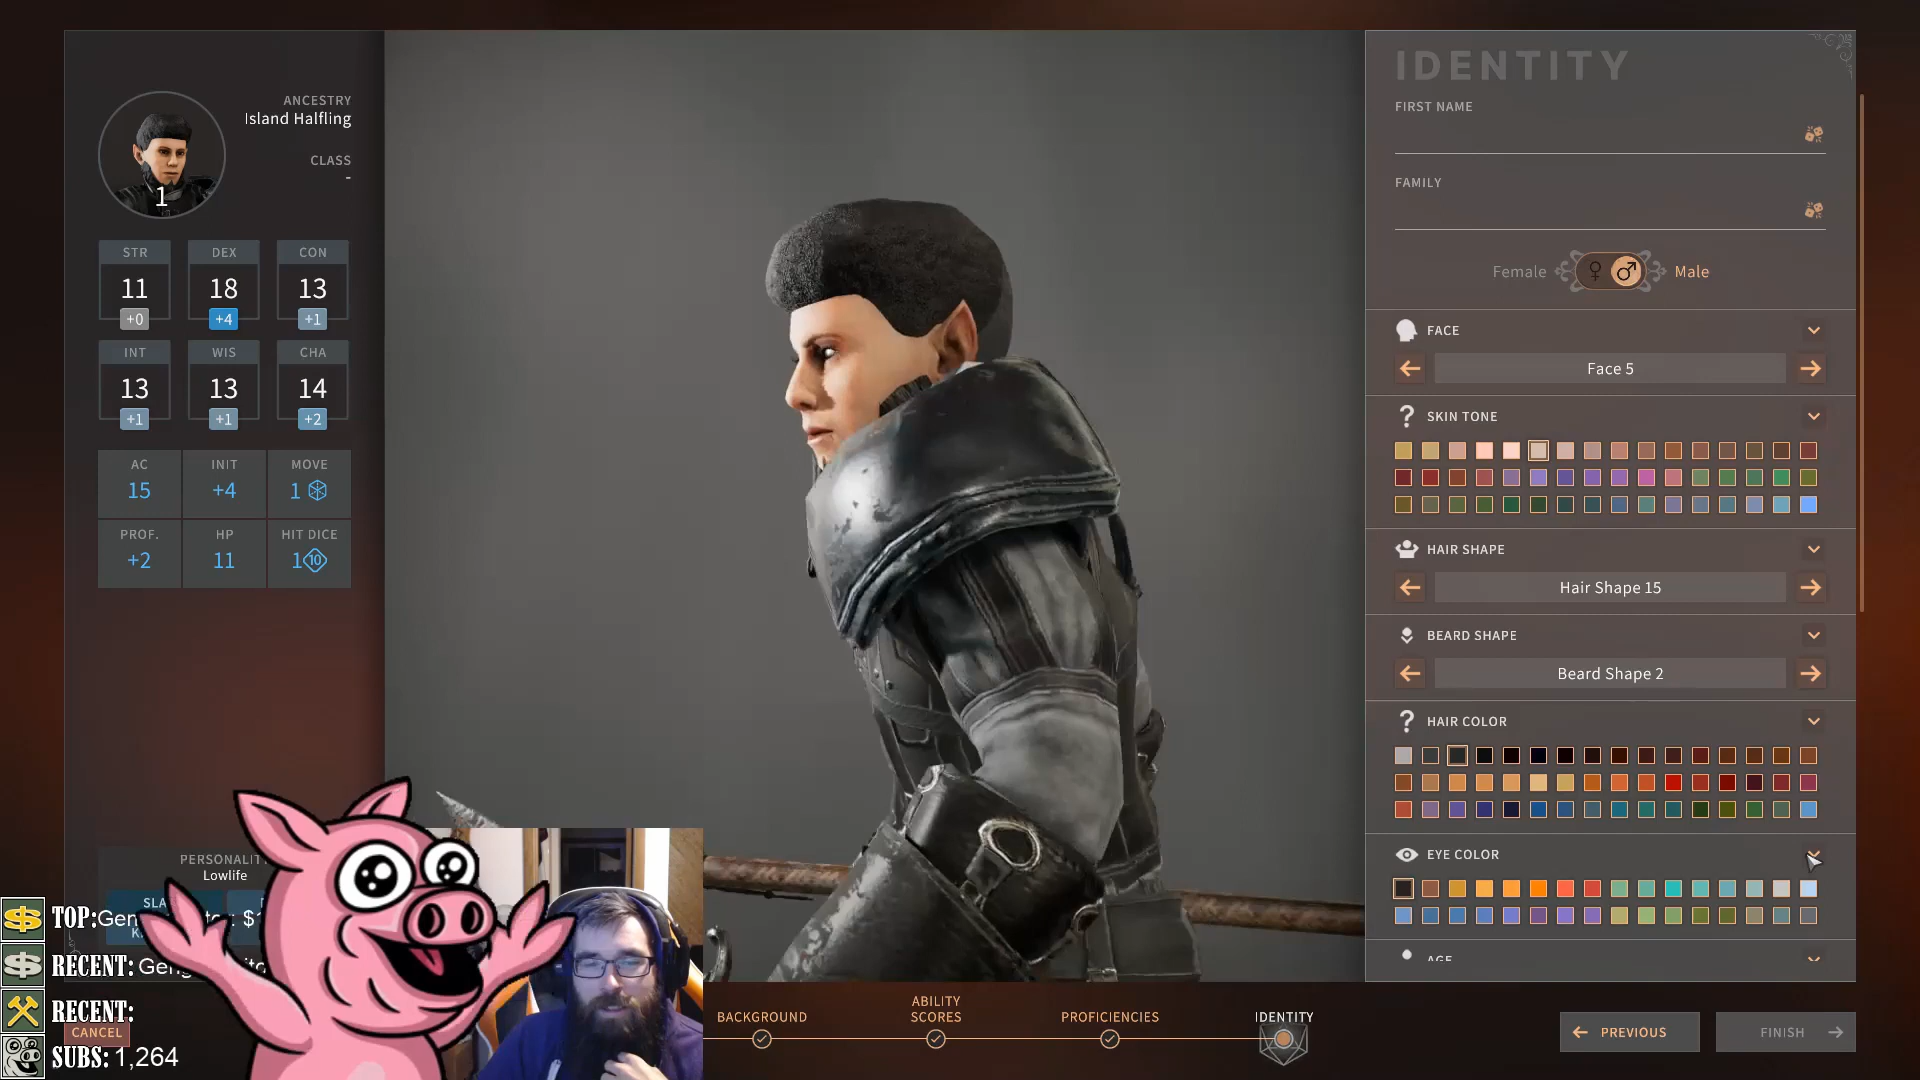 IDENTITY
FIRST NAME
FAMILY
Female
Male
FACE
Face 5
SKIN TONE
HAIR SHAPE
Hair Shape 15
BEARD SHAPE
Beard Shape 2
HAIR COLOR
EYE COLOR
AGE
ANCESTRY
Island Halfling
CLASS
-
1
STR DEX CON
11 18 13
+0 +4 +1
INT WIS CHA
13 13 14
+1 +1 +2
AC INIT MOVE
15 +4 1
PROF. HP HIT DICE
+2 11 1 10
Lowlife
TOP:
RECENT:
RECENT:
CANCEL
SUBS: 1,264
BACKGROUND
ABILITY
SCORES
PROFICIENCIES
IDENTITY
PREVIOUS
FINISH